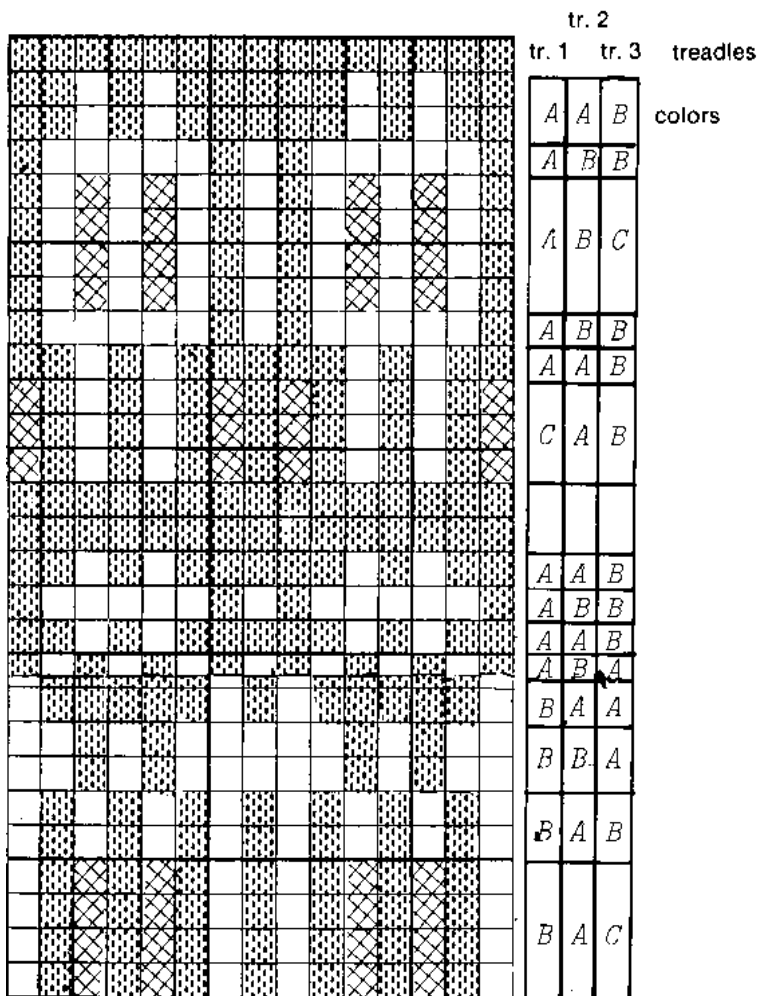 tr. 2
tr. 1 tr. 3 treadles
A A B colors
A B B
A B C
A B B
A A B
C A B
A A B
A B B
A A B
A B A
B A A
B B A
B A B
B A C